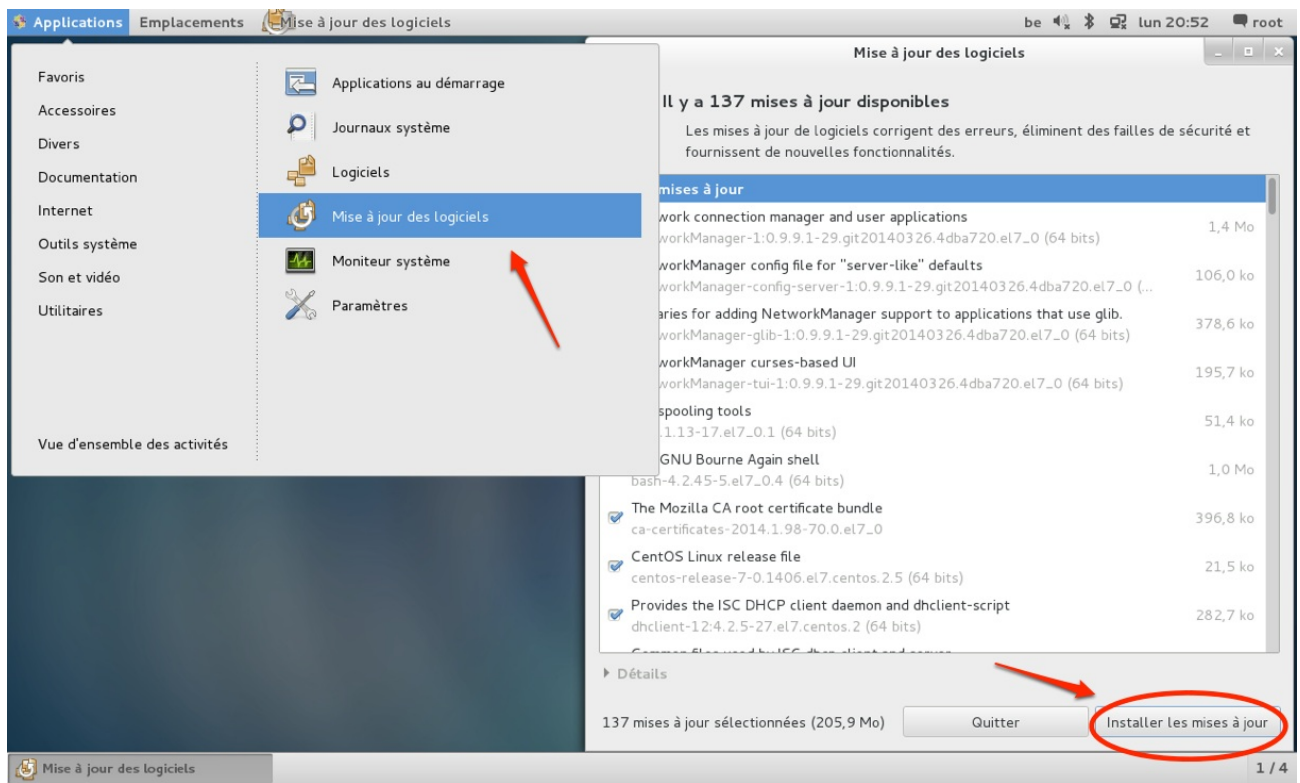 Applications Emplacements Mise à jour des logiciels be lun 20:52 root
Favoris
Accessoires
Divers
Documentation
Internet
Outils système
Son et vidéo
Utilitaires
Vue d'ensemble des activités
Applications au démarrage
Journaux système
Logiciels
Mise à jour des logiciels
Moniteur système
Paramètres
Mise à jour des logiciels
Il y a 137 mises à jour disponibles
Les mises à jour de logiciels corrigent des erreurs, éliminent des failles de sécurité et
fournissent de nouvelles fonctionnalités.
mises à jour
work connection manager and user applications
workManager-1:0.9.9.1-29.git20140326.4dba720.el7_0 (64 bits)
1,4 Mo
workManager config file for "server-like" defaults
workManager-config-server-1:0.9.9.1-29.git20140326.4dba720.el7_0 (...
106,0 ko
aries for adding NetworkManager support to applications that use glib.
workManager-glib-1:0.9.9.1-29.git20140326.4dba720.el7_0 (64 bits)
378,6 ko
workManager curses-based UI
workManager-tui-1:0.9.9.1-29.git20140326.4dba720.el7_0 (64 bits)
195,7 ko
spooling tools
.1.13-17.el7_0.1 (64 bits)
51,4 ko
GNU Bourne Again shell
bash-4.2.45-5.el7_0.4 (64 bits)
1,0 Mo
The Mozilla CA root certificate bundle
ca-certificates-2014.1.98-70.0.el7_0
396,8 ko
CentOS Linux release file
centos-release-7-0.1406.el7.centos.2.5 (64 bits)
21,5 ko
Provides the ISC DHCP client daemon and dhclient-script
dhclient-12:4.2.5-27.el7.centos.2 (64 bits)
282,7 ko
Common files used by ISC dhcp client and server
Détails
137 mises à jour sélectionnées (205,9 Mo)
Quitter
Installer les mises à jour
Mise à jour des logiciels
1 / 4